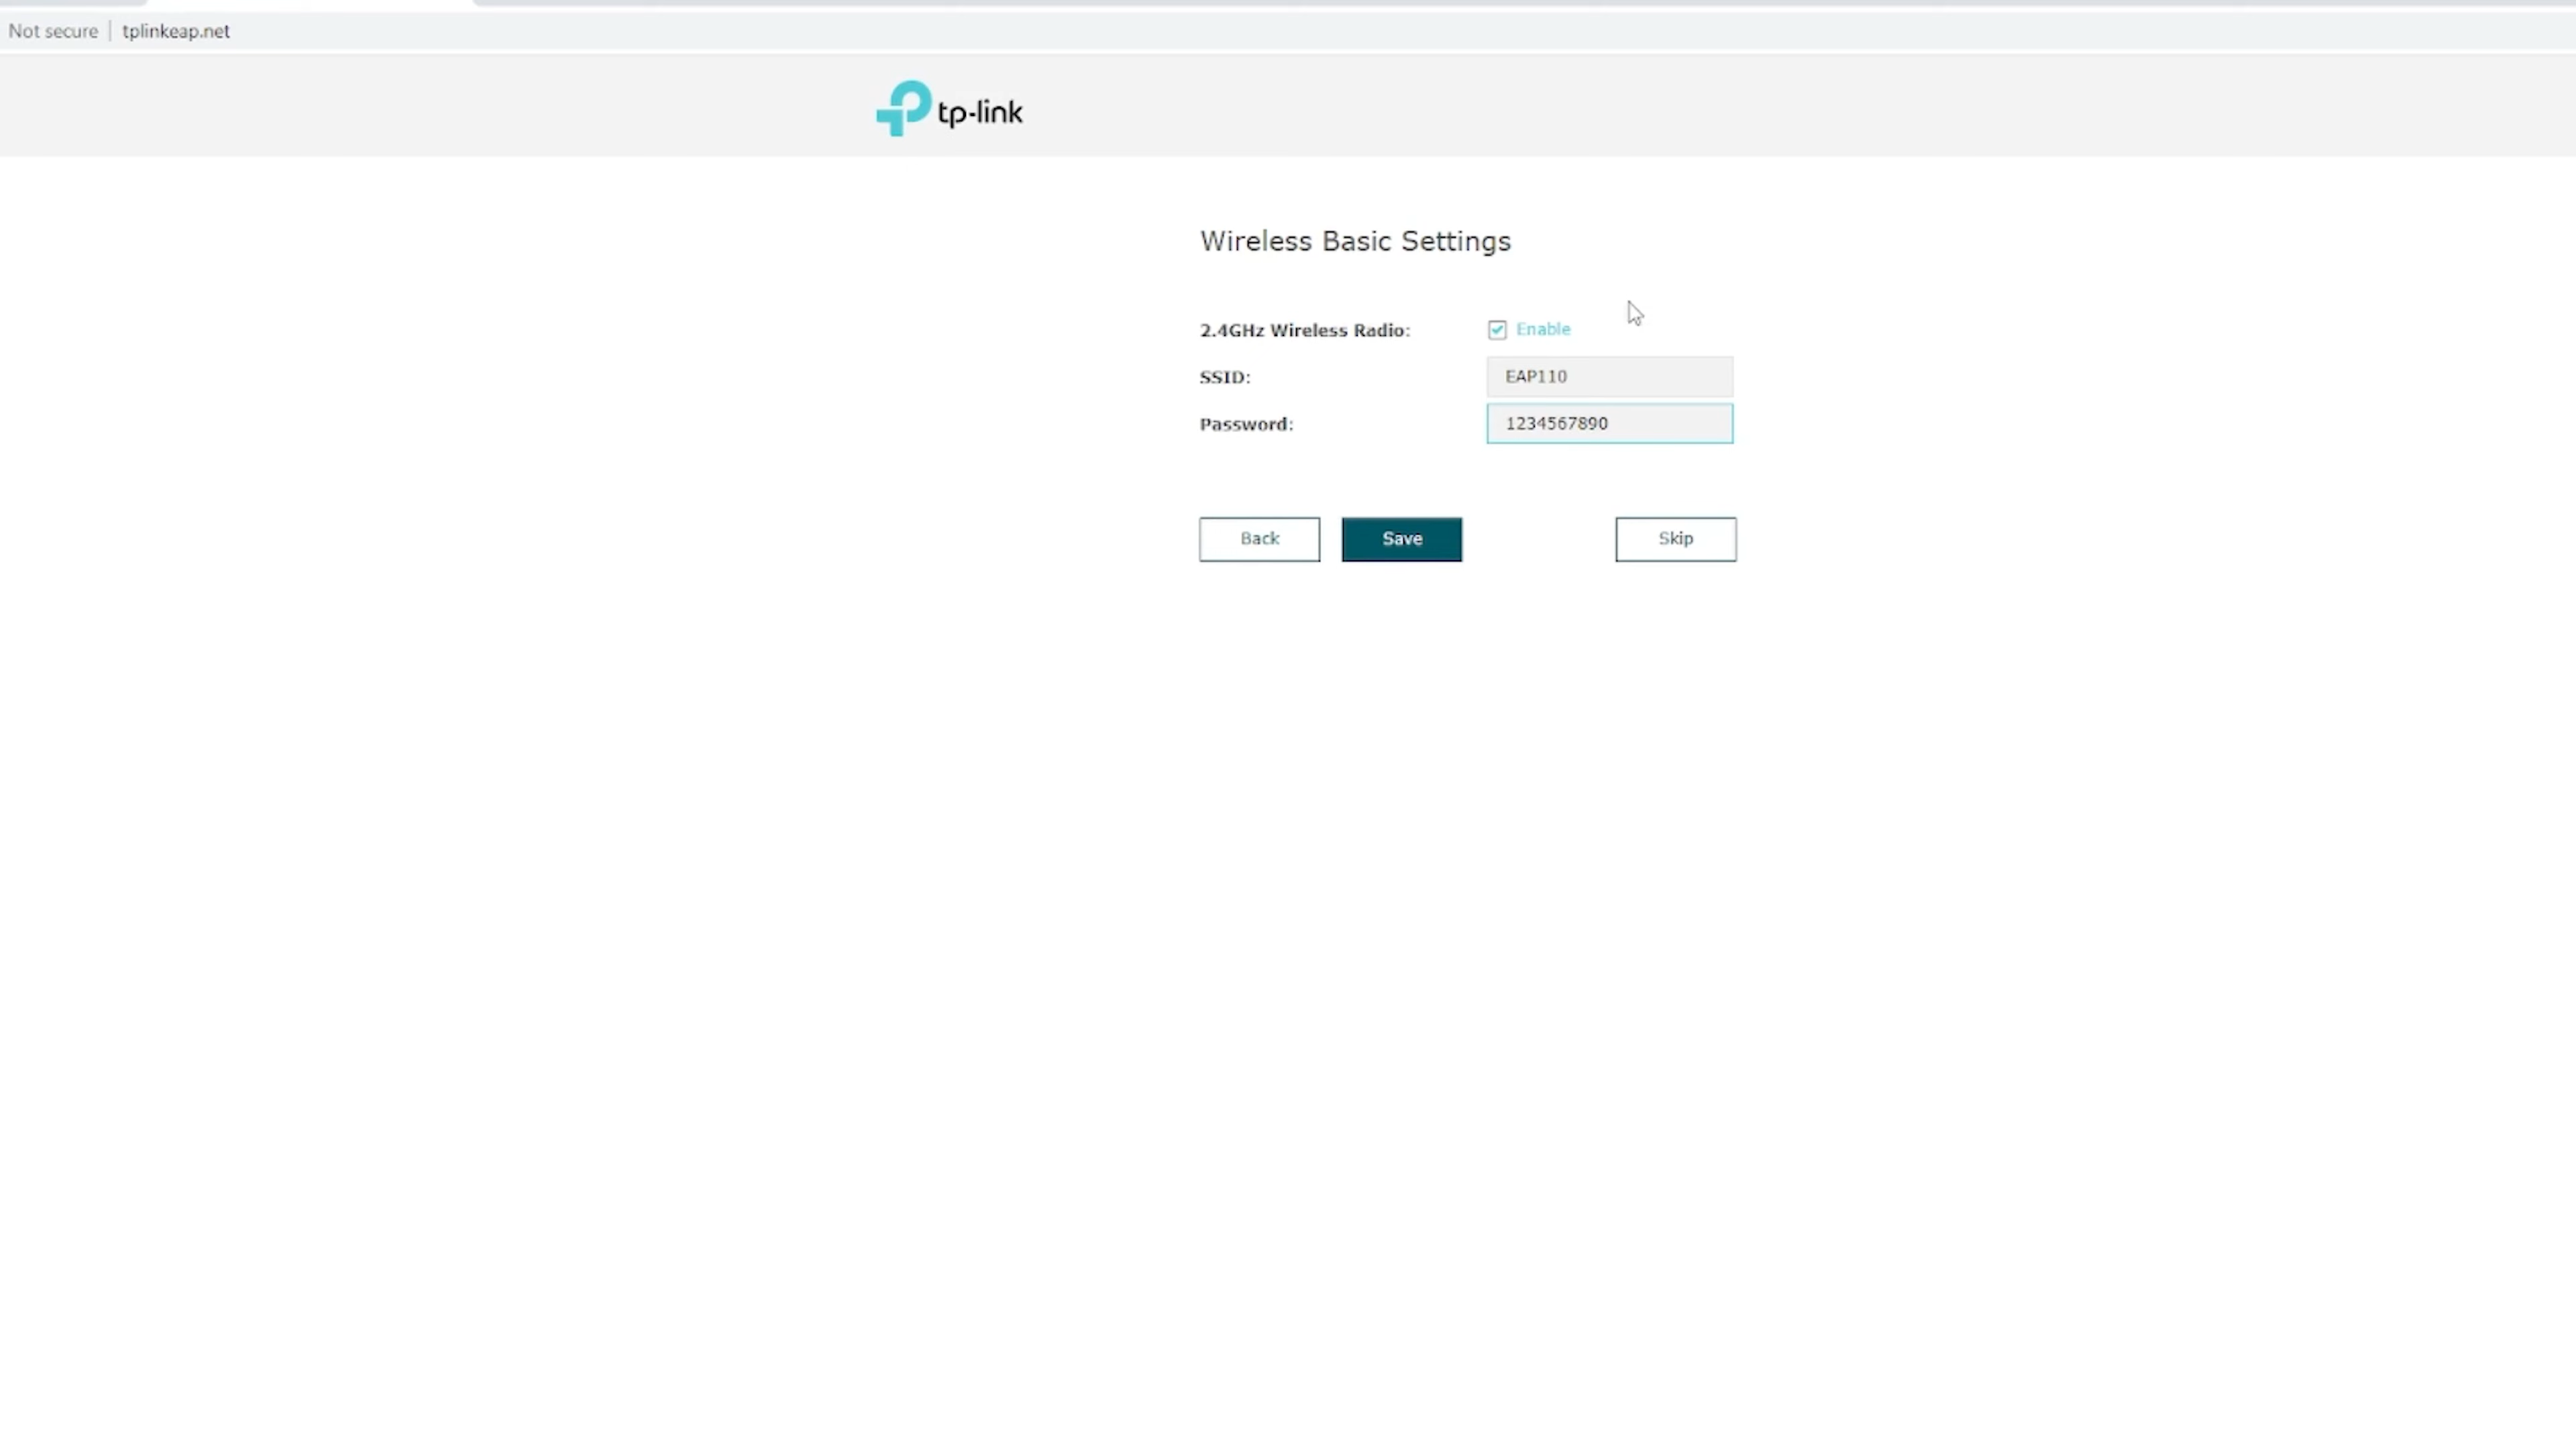 Not secure | tplinkeap.net
tp-link
Wireless Basic Settings
2.4GHz Wireless Radio: Enable
SSID: EAP110
Password: 1234567890
Back Save Skip